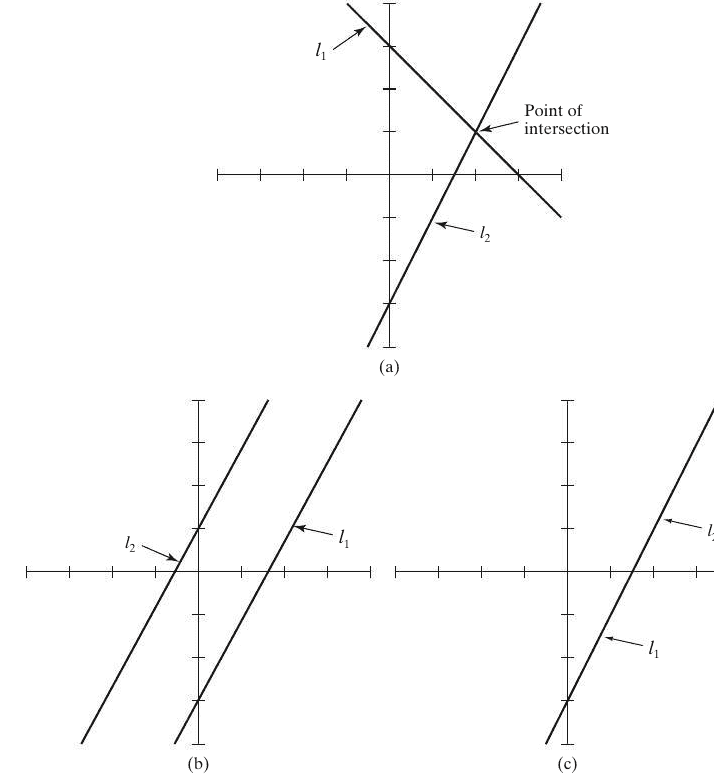 l₁
Point of
intersection
l₂
(a)
l₂
l₁
l₁
(b)
(c)